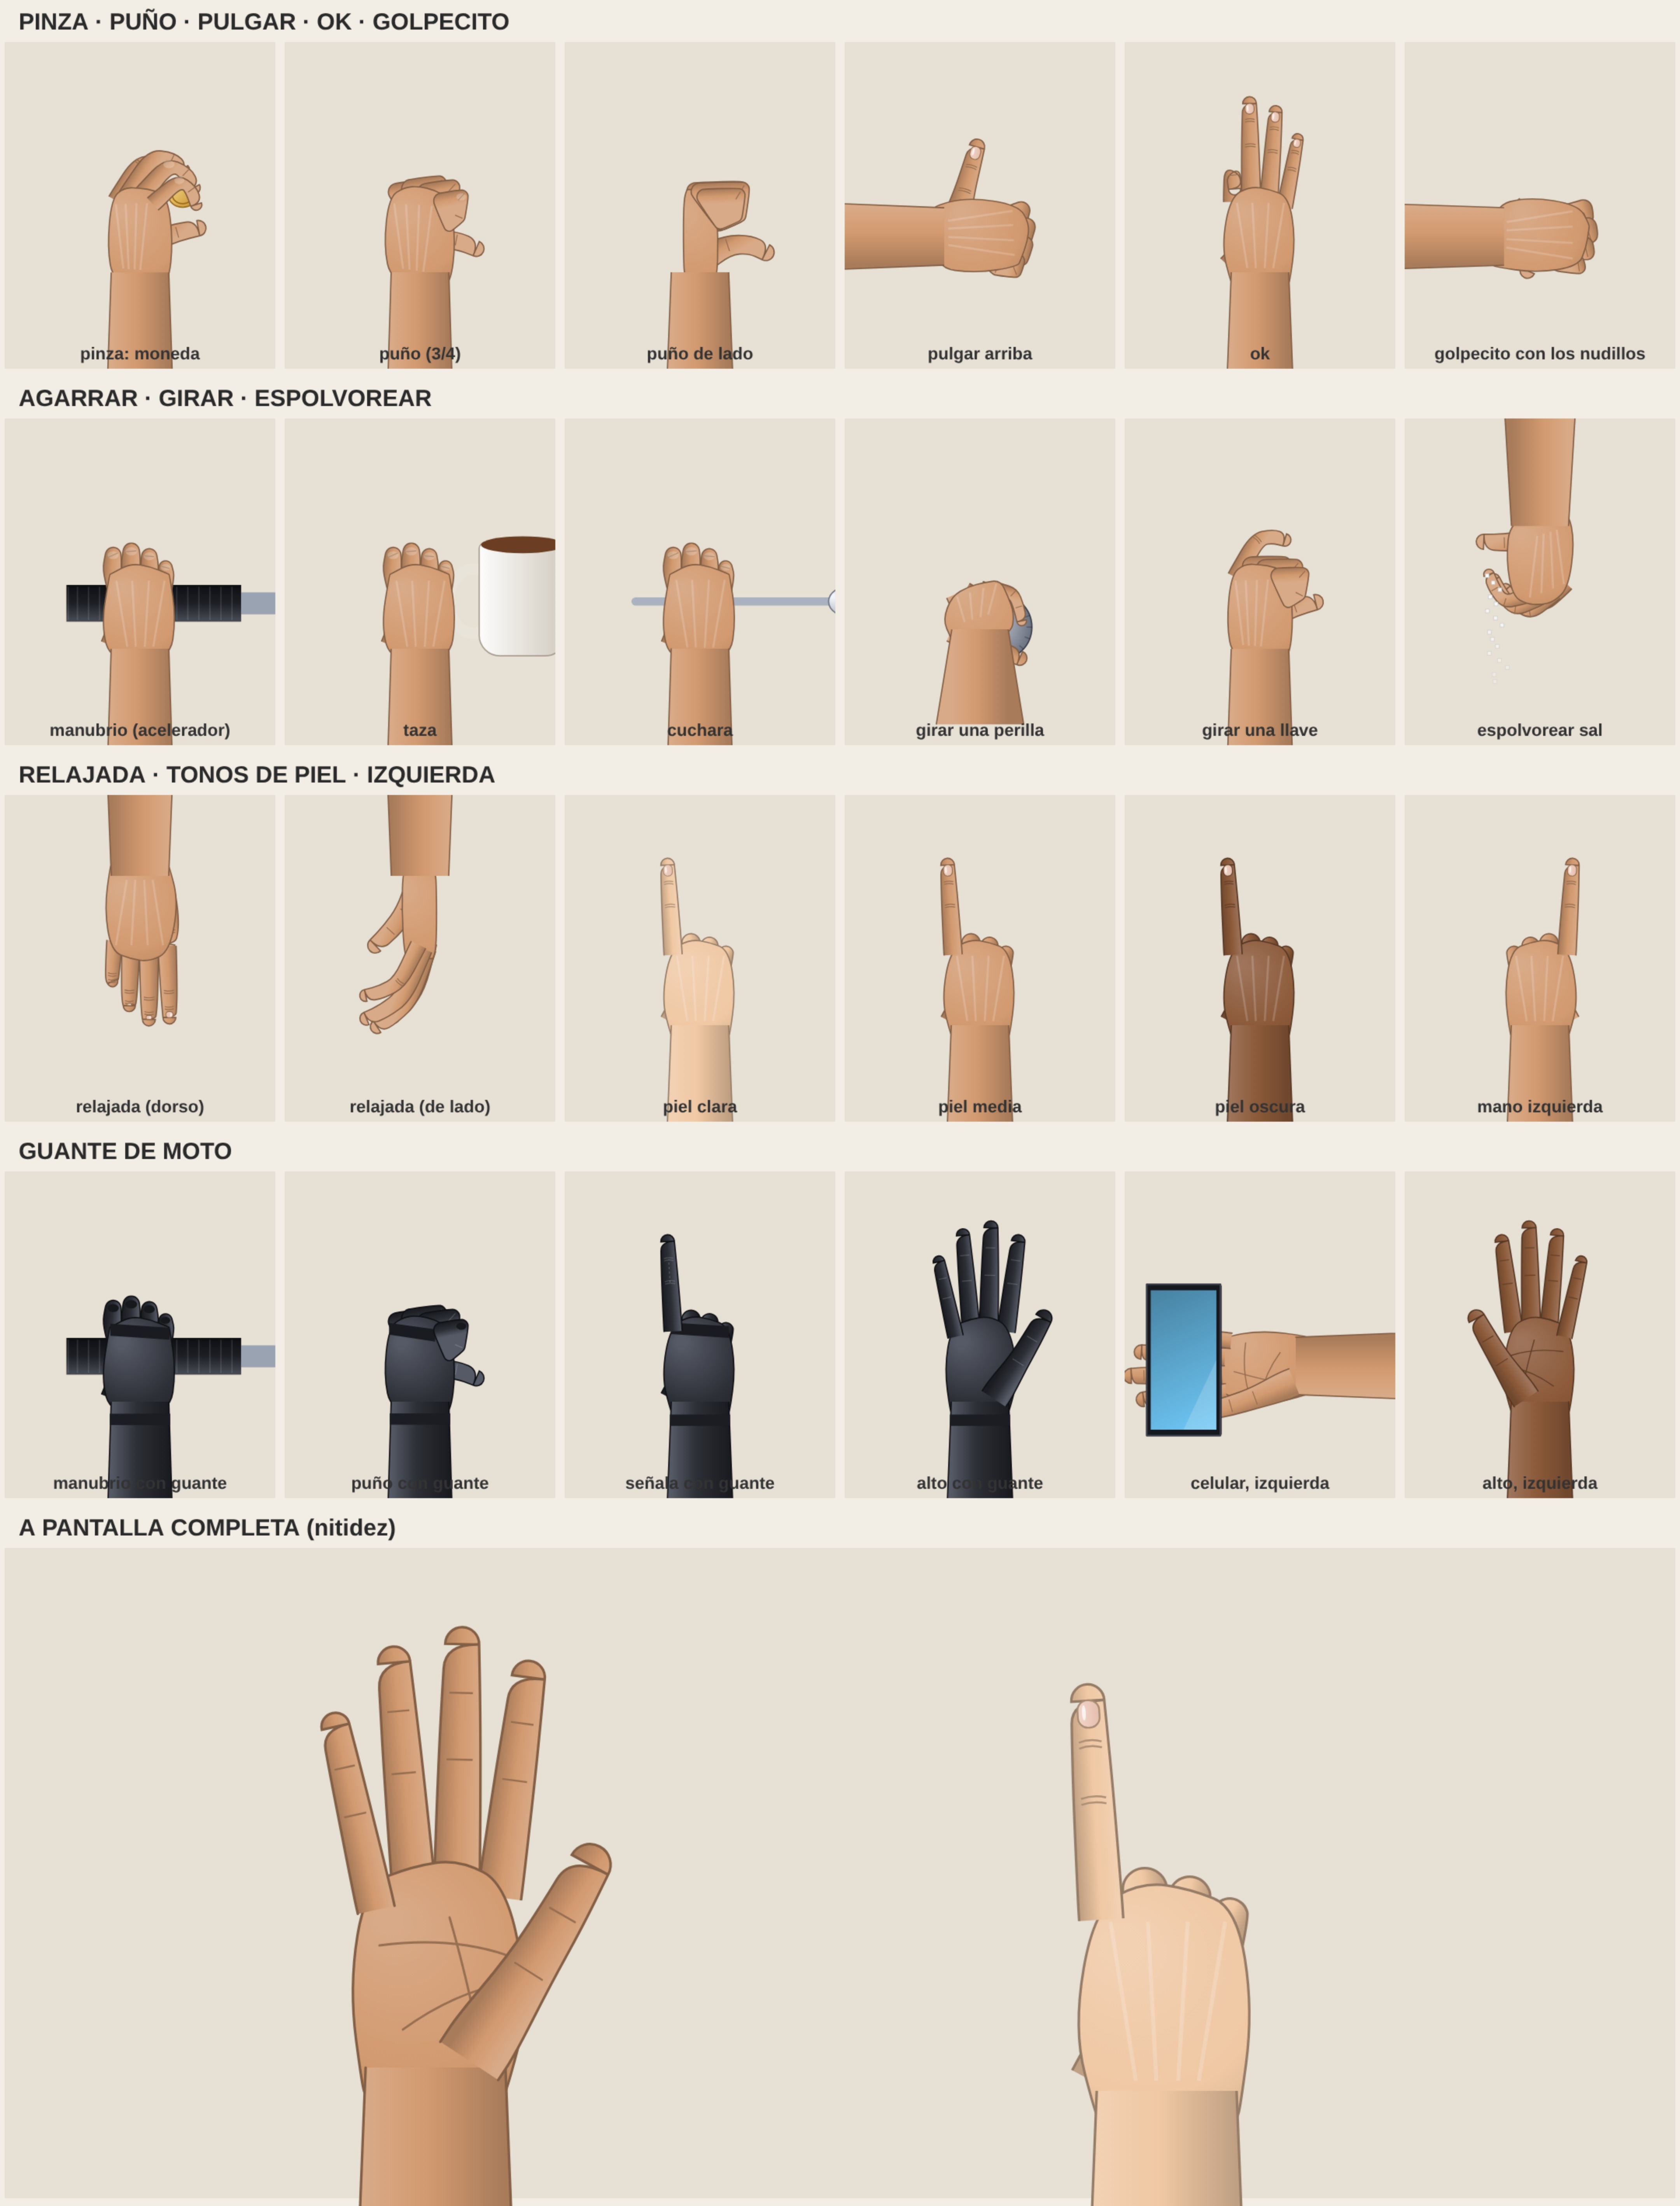 PINZA · PUÑO · PULGAR · OK · GOLPECITO
pinza: moneda
puño (3/4)
puño de lado
pulgar arriba
ok
golpecito con los nudillos
AGARRAR · GIRAR · ESPOLVOREAR
manubrio (acelerador)
taza
cuchara
girar una perilla
girar una llave
espolvorear sal
RELAJADA · TONOS DE PIEL · IZQUIERDA
relajada (dorso)
relajada (de lado)
piel clara
piel media
piel oscura
mano izquierda
GUANTE DE MOTO
manubrio con guante
puño con guante
señala con guante
alto con guante
celular, izquierda
alto, izquierda
A PANTALLA COMPLETA (nitidez)